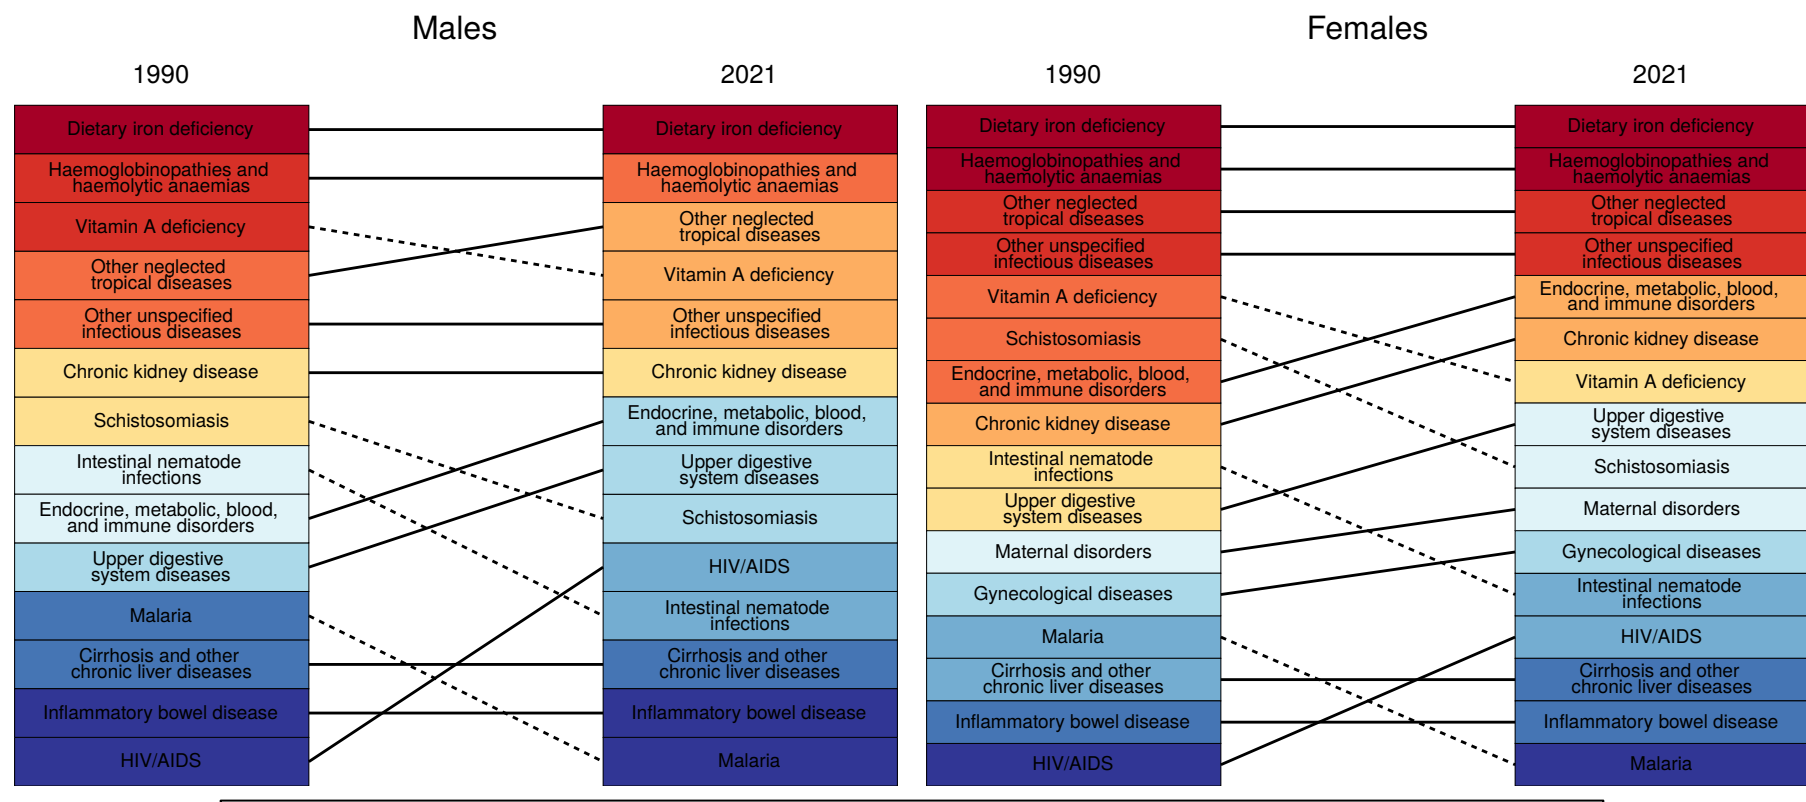 Males
1990
2021
Dietary iron deficiency
Haemoglobinopathies and
haemolytic anaemias
Vitamin A deficiency
Other neglected
tropical diseases
Other unspecified
infectious diseases
Chronic kidney disease
Schistosomiasis
Intestinal nematode
infections
Endocrine, metabolic, blood,
and immune disorders
Upper digestive
system diseases
Malaria
Cirrhosis and other
chronic liver diseases
Inflammatory bowel disease
HIV/AIDS
Dietary iron deficiency
Haemoglobinopathies and
haemolytic anaemias
Other neglected
tropical diseases
Vitamin A deficiency
Other unspecified
infectious diseases
Chronic kidney disease
Endocrine, metabolic, blood,
and immune disorders
Upper digestive
system diseases
Schistosomiasis
HIV/AIDS
Intestinal nematode
infections
Cirrhosis and other
chronic liver diseases
Inflammatory bowel disease
Malaria
Females
1990
2021
Dietary iron deficiency
Haemoglobinopathies and
haemolytic anaemias
Other neglected
tropical diseases
Other unspecified
infectious diseases
Vitamin A deficiency
Schistosomiasis
Endocrine, metabolic, blood,
and immune disorders
Chronic kidney disease
Intestinal nematode
infections
Upper digestive
system diseases
Maternal disorders
Gynecological diseases
Malaria
Cirrhosis and other
chronic liver diseases
Inflammatory bowel disease
HIV/AIDS
Dietary iron deficiency
Haemoglobinopathies and
haemolytic anaemias
Other neglected
tropical diseases
Other unspecified
infectious diseases
Endocrine, metabolic, blood,
and immune disorders
Chronic kidney disease
Vitamin A deficiency
Upper digestive
system diseases
Schistosomiasis
Maternal disorders
Gynecological diseases
Intestinal nematode
infections
HIV/AIDS
Cirrhosis and other
chronic liver diseases
Inflammatory bowel disease
Malaria